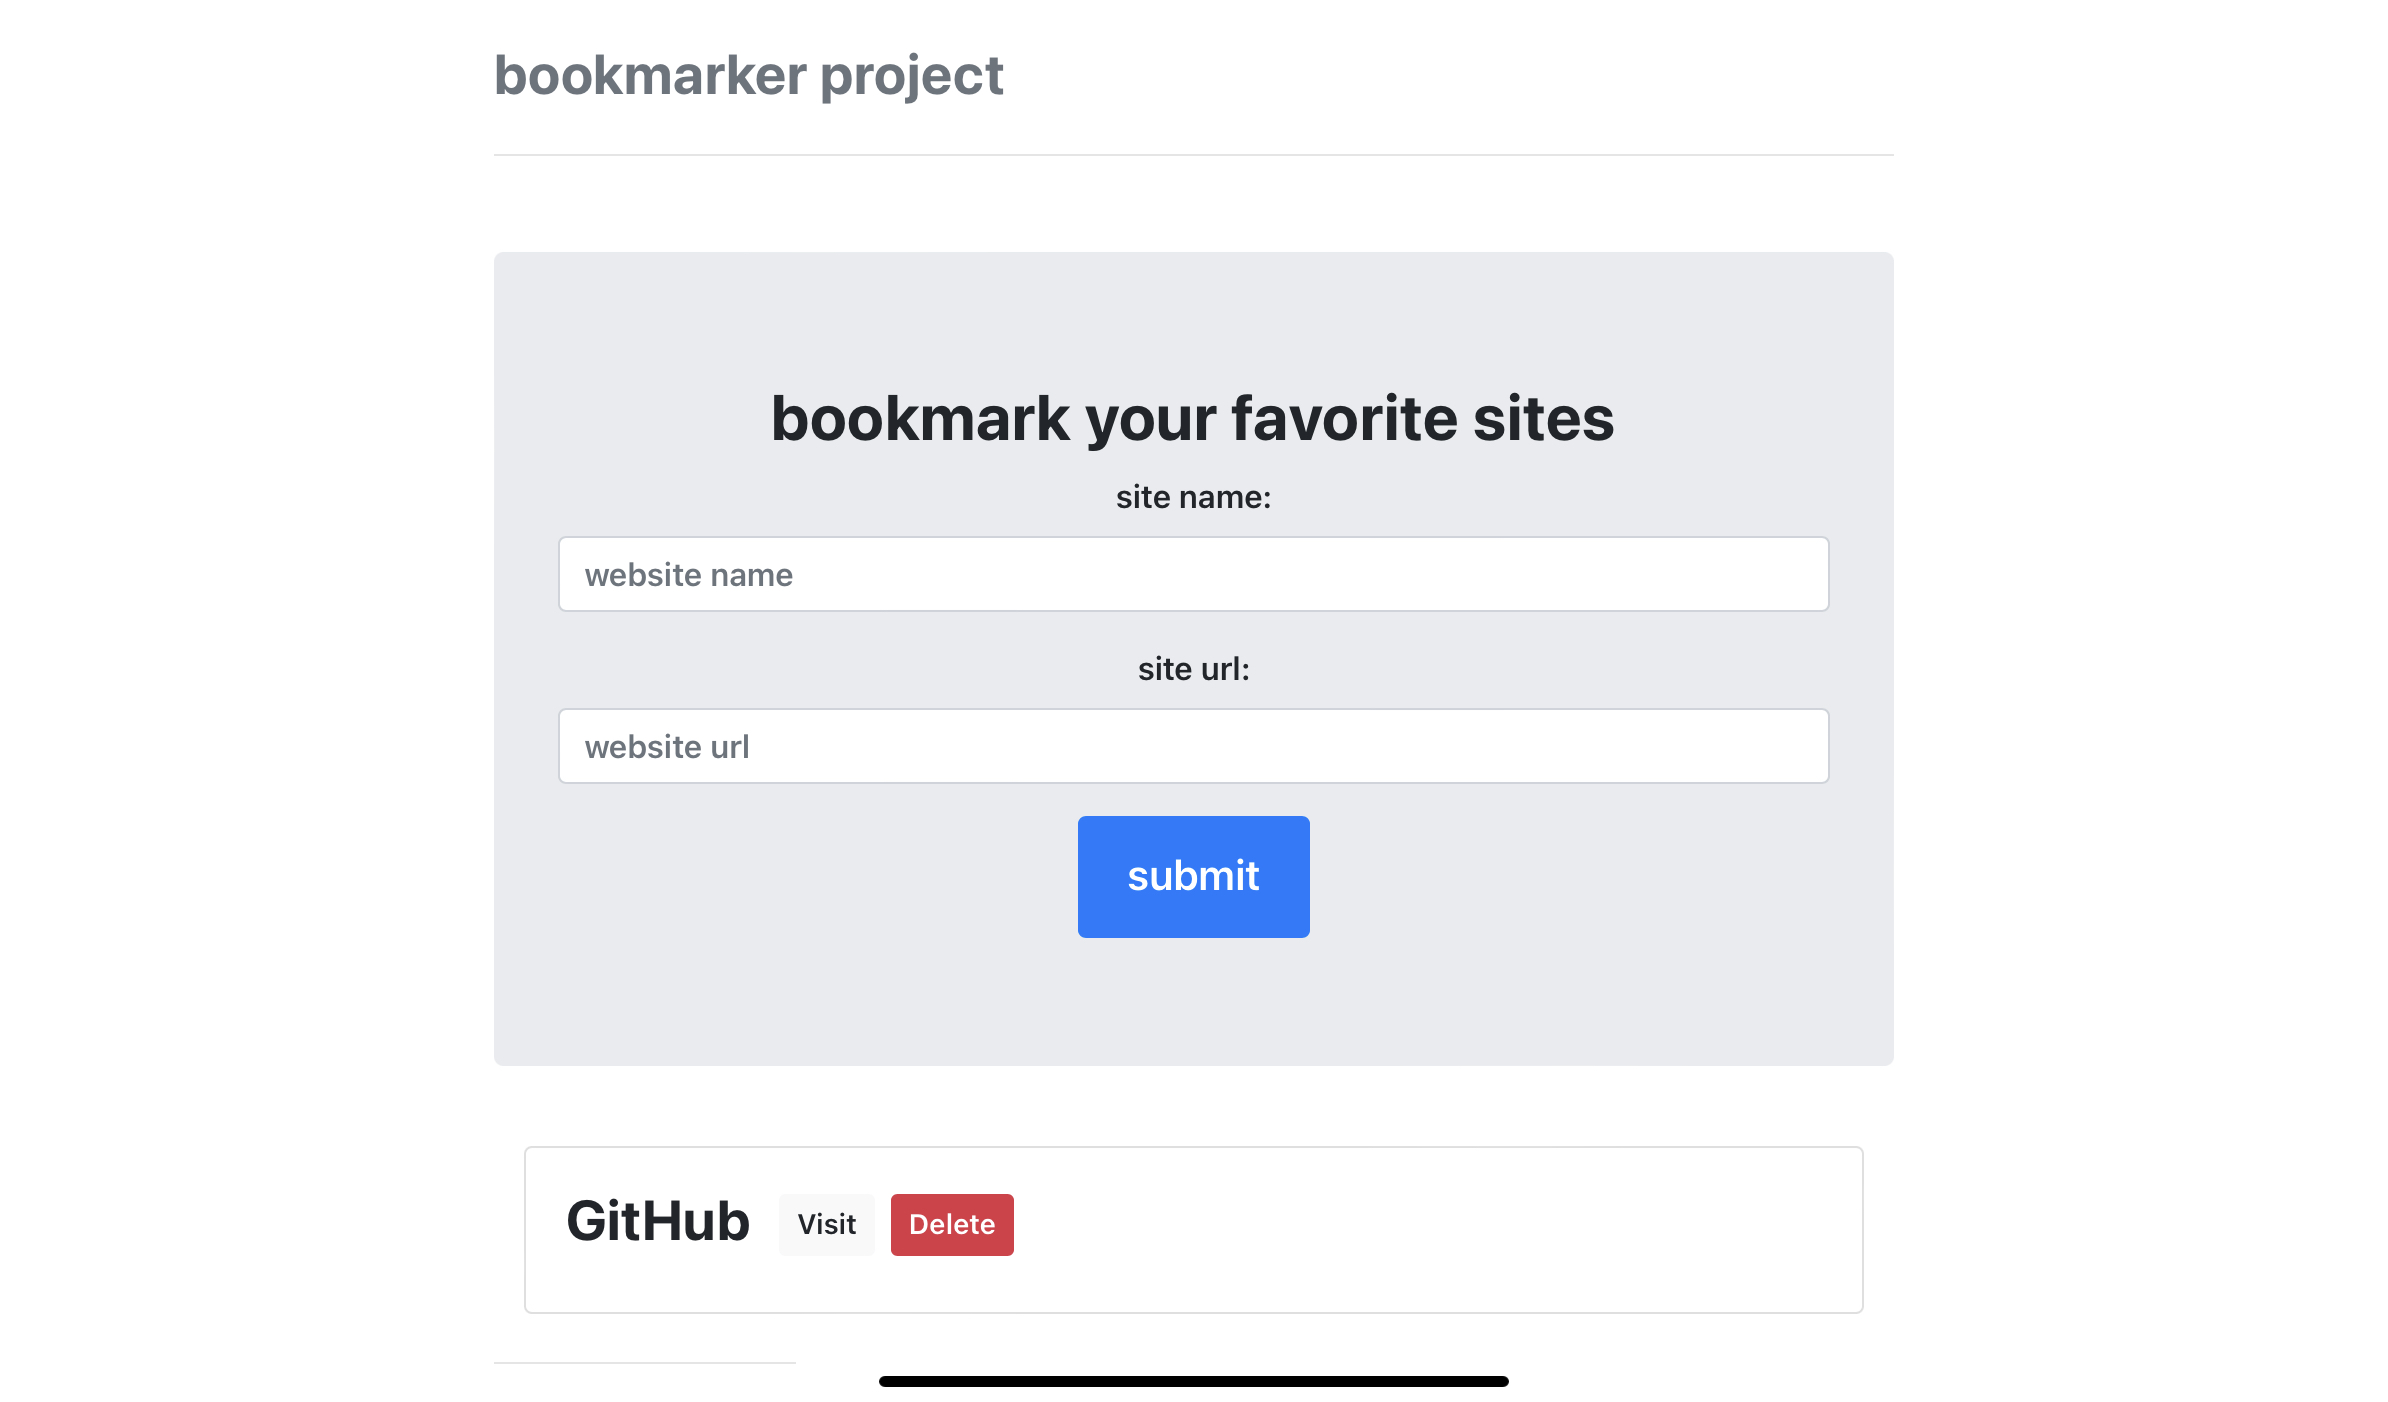 bookmarker project
bookmark your favorite sites
site name:
website name
site url:
website url
submit
GitHub Visit Delete